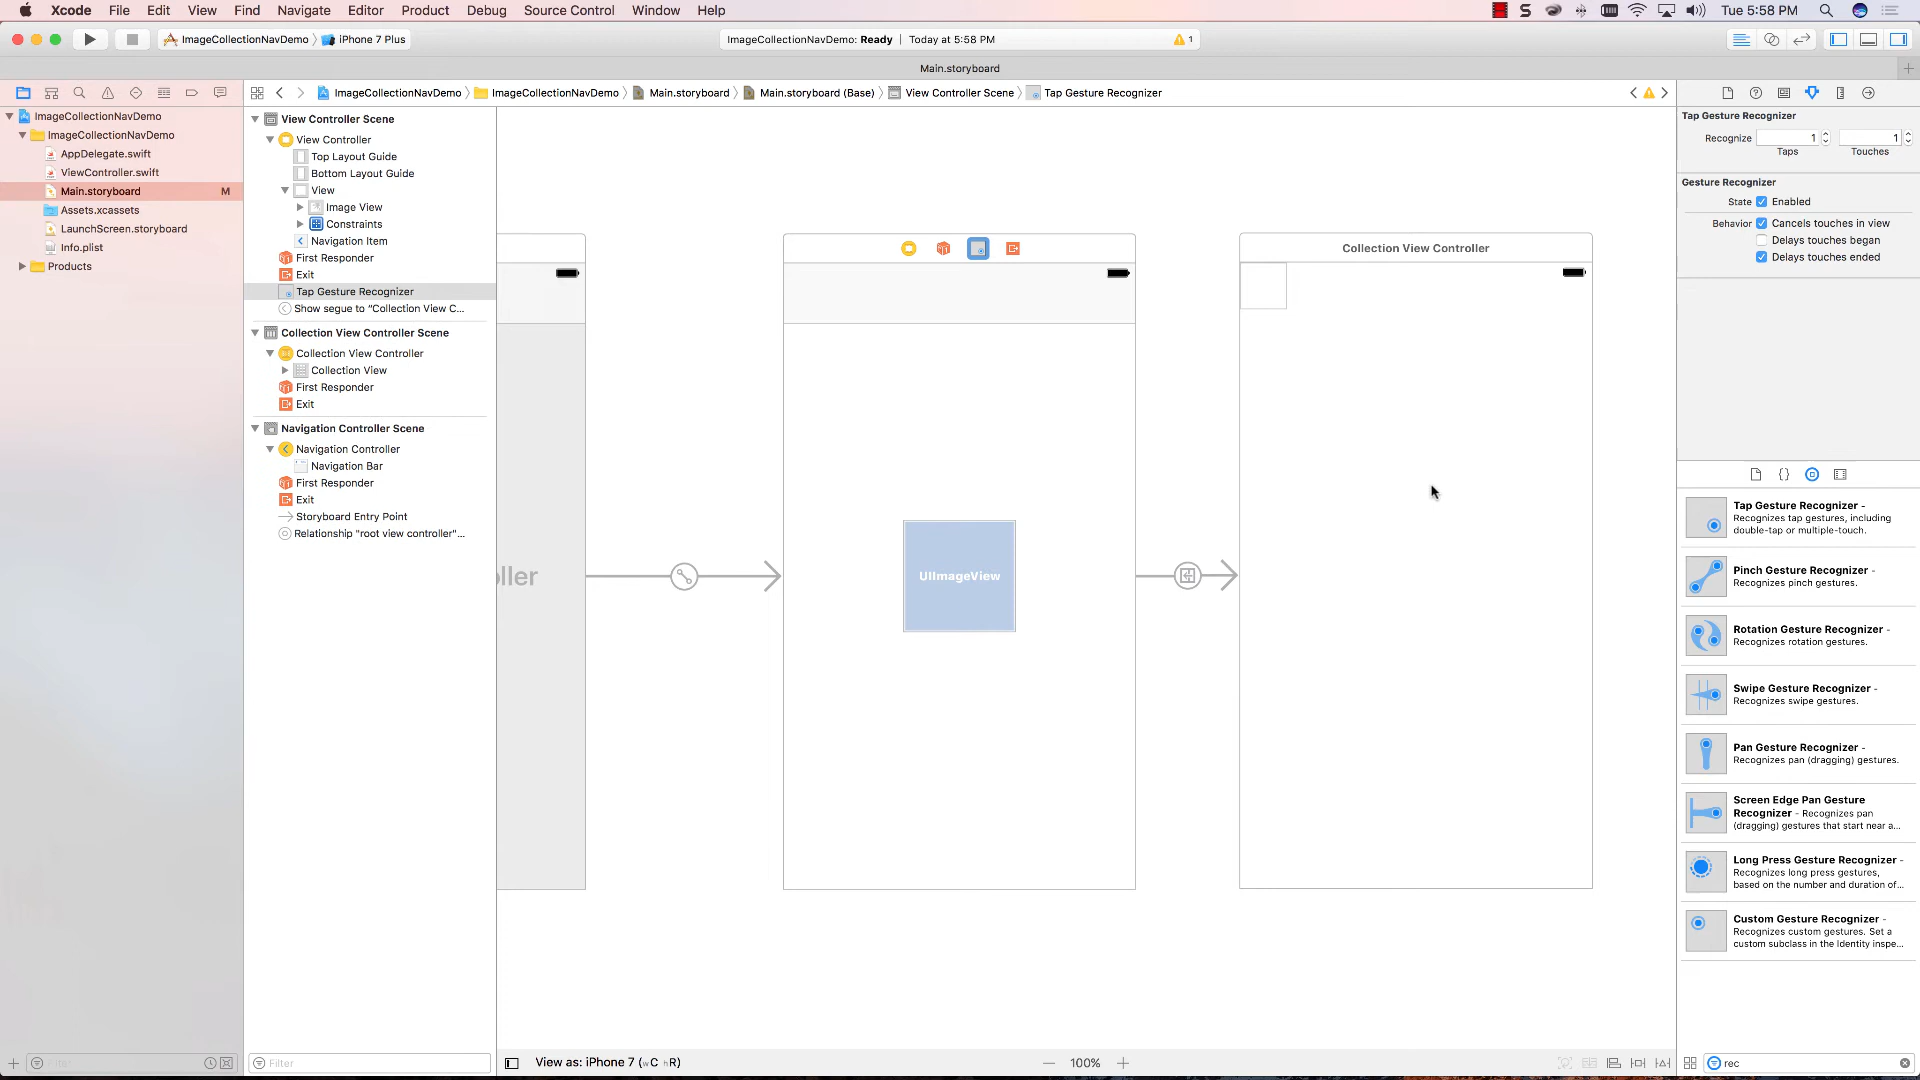 Xcode File Edit View Find Navigate Editor Product Debug Source Control Window Help Tue 5:58 PM
ImageCollectionNavDemo iPhone 7 Plus ImageCollectionNavDemo: Ready Today at 5:58 PM 1
Main.storyboard
ImageCollectionNavDemo ImageCollectionNavDemo Main.storyboard Main.storyboard (Base) View Controller Scene Tap Gesture Recognizer
ImageCollectionNavDemo
ImageCollectionNavDemo
AppDelegate.swift
ViewController.swift
Main.storyboard M
Assets.xcassets
LaunchScreen.storyboard
Info.plist
Products
Filter
View Controller Scene
View Controller
Top Layout Guide
Bottom Layout Guide
View
Image View
Constraints
Navigation Item
First Responder
Exit
Tap Gesture Recognizer
Show segue to “Collection View C...
Collection View Controller Scene
Collection View Controller
Collection View
First Responder
Exit
Navigation Controller Scene
Navigation Controller
Navigation Bar
First Responder
Exit
Storyboard Entry Point
Relationship "root view controller"...
Filter
oller
UIImageView
Collection View Controller
View as: iPhone 7 (wC hR)
100%
Tap Gesture Recognizer
Recognize 1 1
Taps Touches
Gesture Recognizer
State Enabled
Behavior Cancels touches in view
Delays touches began
Delays touches ended
Tap Gesture Recognizer -
Recognizes tap gestures, including
double-tap or multiple-touch.
Pinch Gesture Recognizer -
Recognizes pinch gestures.
Rotation Gesture Recognizer -
Recognizes rotation gestures.
Swipe Gesture Recognizer -
Recognizes swipe gestures.
Pan Gesture Recognizer -
Recognizes pan (dragging) gestures.
Screen Edge Pan Gesture
Recognizer - Recognizes pan
(dragging) gestures that start near a...
Long Press Gesture Recognizer -
Recognizes long press gestures,
based on the number and duration of...
Custom Gesture Recognizer -
Recognizes custom gestures. Set a
custom subclass in the Identity inspe...
rec